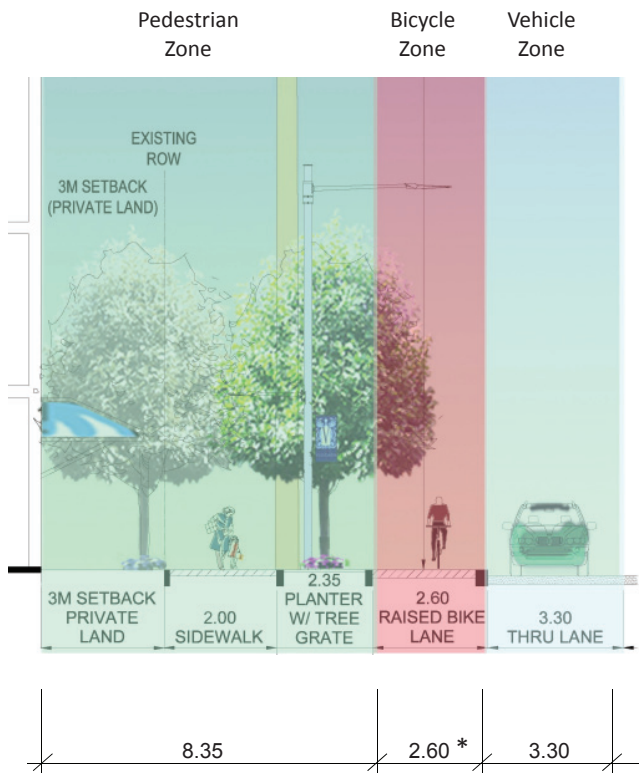 Pedestrian
Zone
Bicycle
Zone
Vehicle
Zone
EXISTING
ROW
3M SETBACK
(PRIVATE LAND)
3M SETBACK
PRIVATE
LAND
2.00
SIDEWALK
2.35
PLANTER
W/ TREE
GRATE
2.60
RAISED BIKE
LANE
3.30
THRU LANE
8.35
2.60 *
3.30